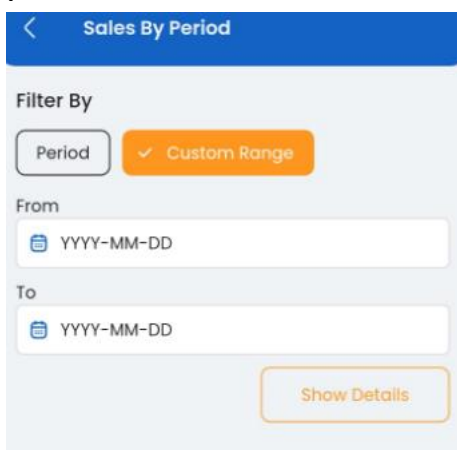 Sales By Period
Filter By
Period Custom Range
From
YYYY-MM-DD
To
YYYY-MM-DD
Show Details